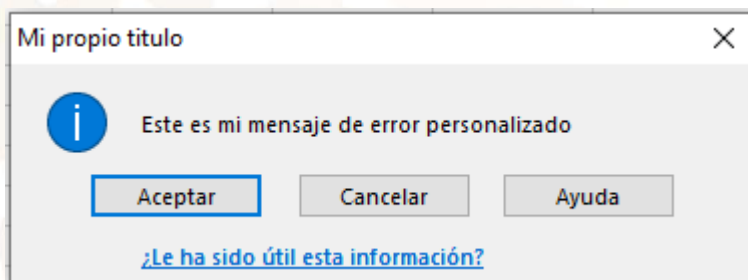 Mi propio titulo
Este es mi mensaje de error personalizado
Aceptar Cancelar Ayuda
¿Le ha sido útil esta información?